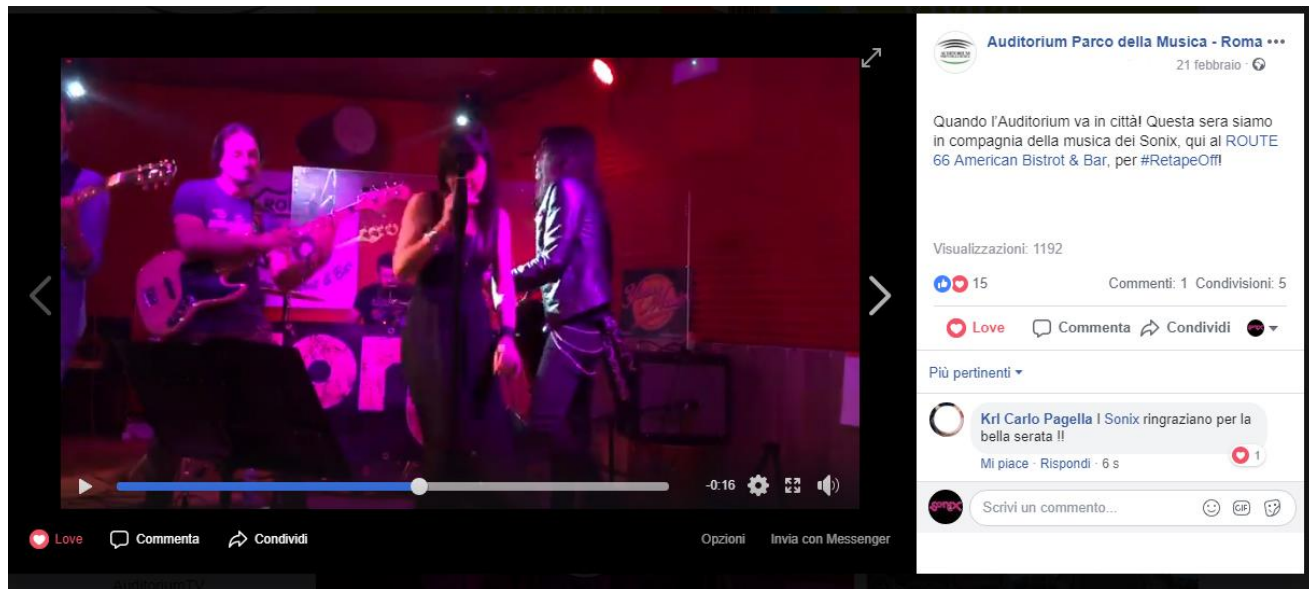 Auditorium Parco della Musica - Roma
21 febbraio
Quando l'Auditorium va in città! Questa sera siamo
in compagnia della musica dei Sonix, qui al ROUTE
66 American Bistrot & Bar, per #RetapeOff!
Visualizzazioni: 1192
15
Commenti: 1 Condivisioni: 5
Love Commenta Condividi
Più pertinenti
Krl Carlo Pagella I Sonix ringraziano per la
bella serata !!
1
Mi piace · Rispondi · 6 s
sonix
Scrivi un commento...
GIF
-0:16
Love Commenta Condividi
Opzioni Invia con Messenger
AuditoriumTV